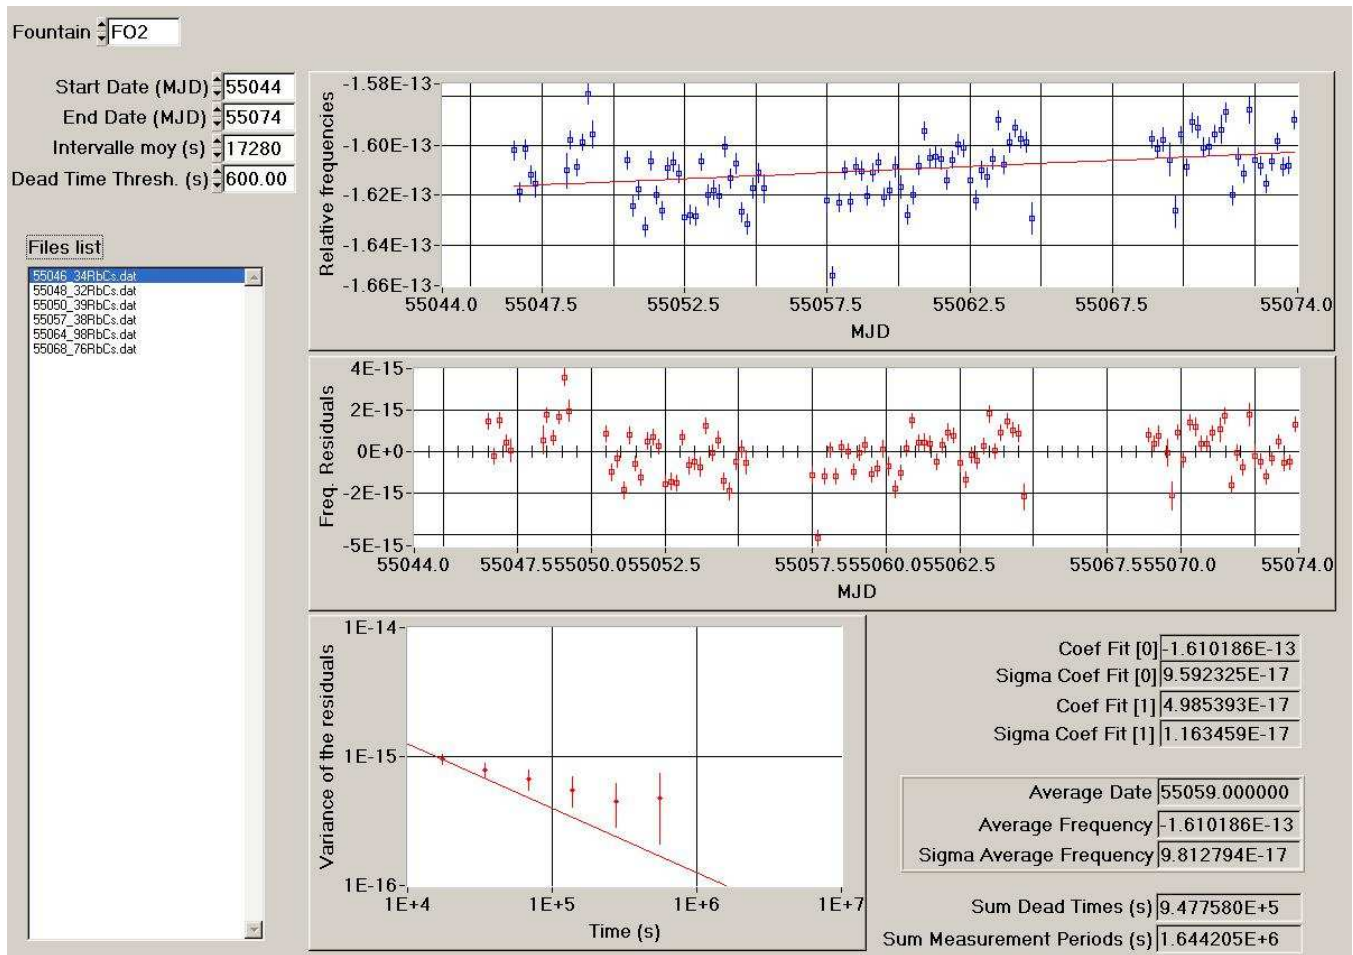 Fountain FO2
Start Date (MJD) 55044
End Date (MJD) 55074
Intervalle moy (s) 17280
Dead Time Thresh. (s) 600.00
Files list
55046_34RbCs.dat
55048_32RbCs.dat
55050_39RbCs.dat
55057_38RbCs.dat
55064_98RbCs.dat
55068_76RbCs.dat
Relative frequencies
-1.58E-13
-1.60E-13
-1.62E-13
-1.64E-13
-1.66E-13
55044.0 55047.5 55052.5 55057.5 55062.5 55067.5 55074.0
MJD
Freq. Residuals
4E-15
2E-15
0E+0
-2E-15
-5E-15
55044.0 55047.555050.055052.5 55057.555060.055062.5 55067.555070.0 55074.0
MJD
Variance of the residuals
1E-14
1E-15
1E-16
1E+4 1E+5 1E+6 1E+7
Time (s)
Coef Fit [0] -1.610186E-13
Sigma Coef Fit [0] 9.592325E-17
Coef Fit [1] 4.985393E-17
Sigma Coef Fit [1] 1.163459E-17
Average Date 55059.000000
Average Frequency -1.610186E-13
Sigma Average Frequency 9.812794E-17
Sum Dead Times (s) 9.477580E+5
Sum Measurement Periods (s) 1.644205E+6